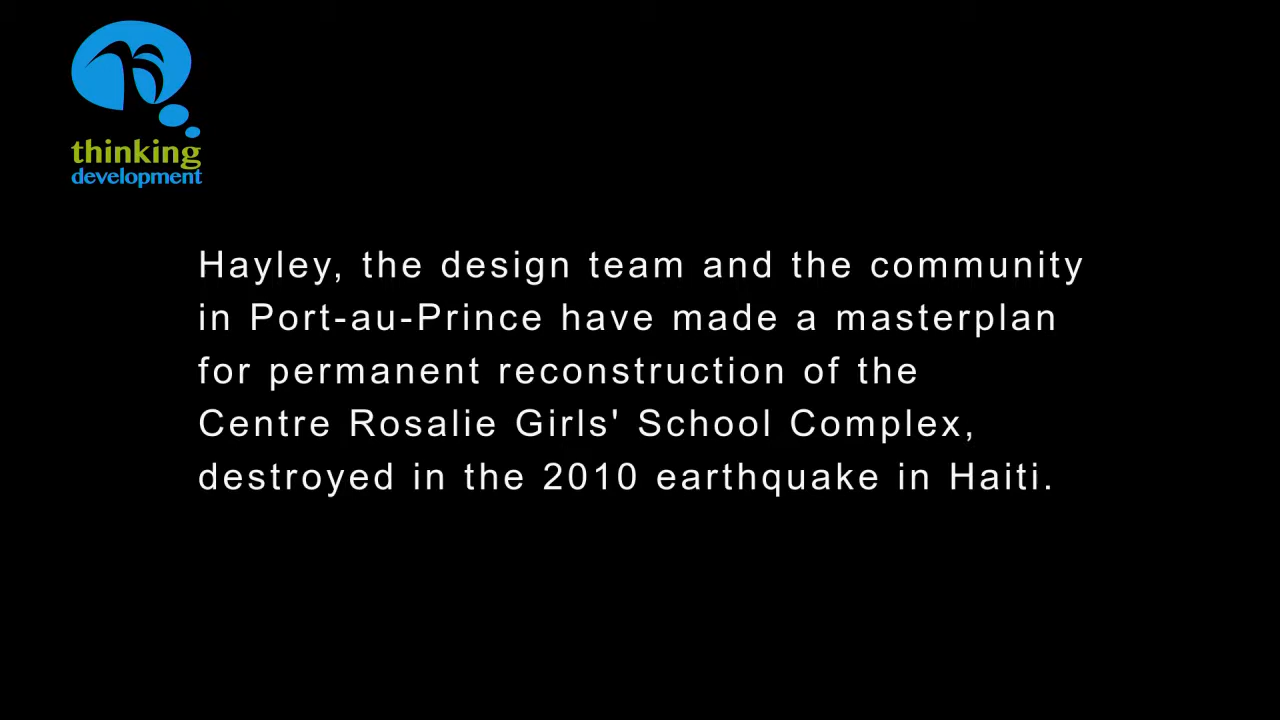 thinking
development
Hayley, the design team and the community
in Port-au-Prince have made a masterplan
for permanent reconstruction of the
Centre Rosalie Girls' School Complex,
destroyed in the 2010 earthquake in Haiti.